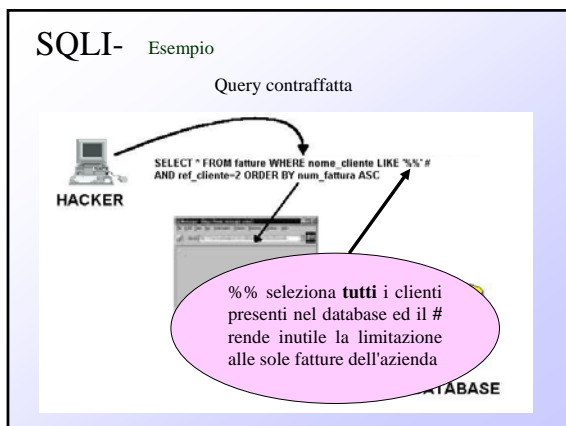 SQLI- Esempio
Query contraffatta
SELECT * FROM fatture WHERE nome_cliente LIKE '%%' #
AND ref_cliente=2 ORDER BY num_fattura ASC
HACKER
%% seleziona tutti i clienti
presenti nel database ed il #
rende inutile la limitazione
alle sole fatture dell'azienda
ATABASE